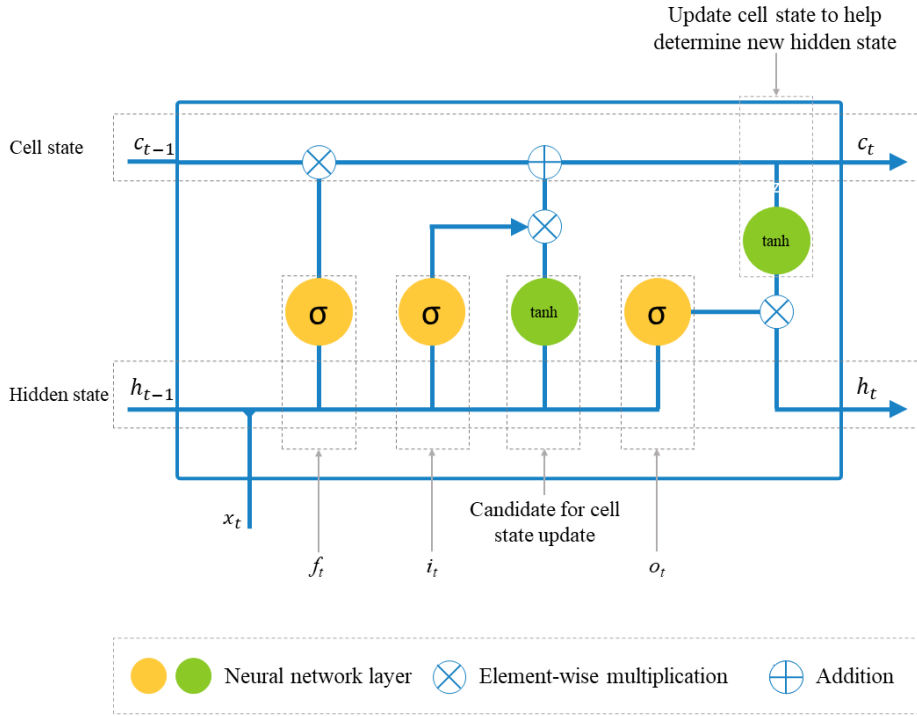 Update cell state to help
determine new hidden state
Cell state
c_{t-1}
c_t
tanh
σ
σ
tanh
σ
Hidden state
h_{t-1}
h_t
x_t
Candidate for cell
state update
f_t
i_t
o_t
Neural network layer
Element-wise multiplication
Addition